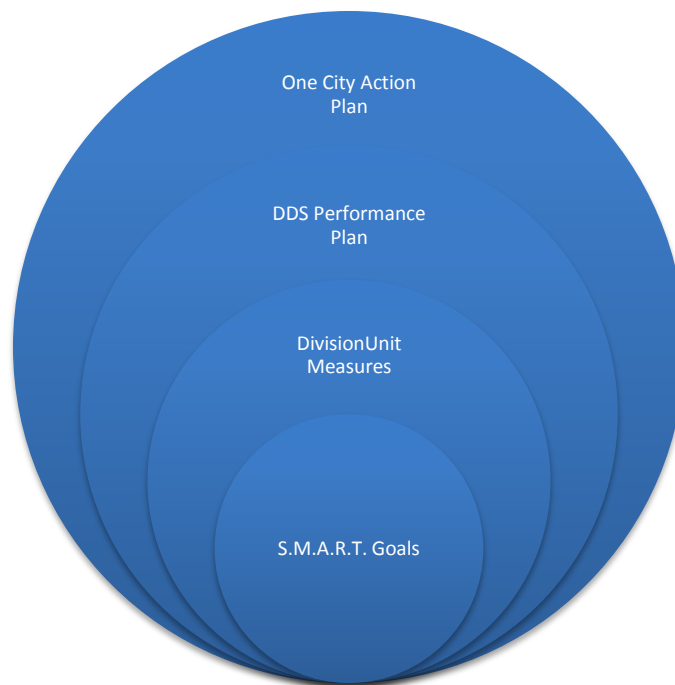 One City Action
Plan
DDS Performance
Plan
DivisionUnit
Measures
S.M.A.R.T. Goals